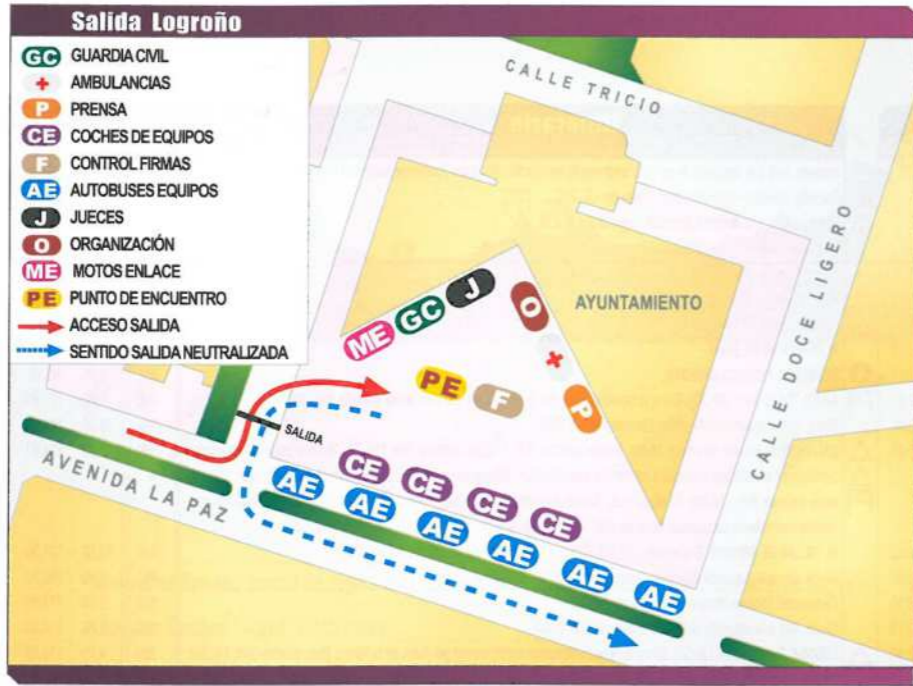 Salida Logroño
GC GUARDIA CIVIL
+ AMBULANCIAS
P PRENSA
CE COCHES DE EQUIPOS
F CONTROL FIRMAS
AE AUTOBUSES EQUIPOS
J JUECES
O ORGANIZACIÓN
ME MOTOS ENLACE
PE PUNTO DE ENCUENTRO
ACCESO SALIDA
SENTIDO SALIDA NEUTRALIZADA
CALLE TRICIO
CALLE DOCE LIGERO
AYUNTAMIENTO
ME
GC
J
O
+
P
PE
F
SALIDA
CE
CE
CE
CE
AE
AE
AE
AE
AE
AE
AVENIDA LA PAZ